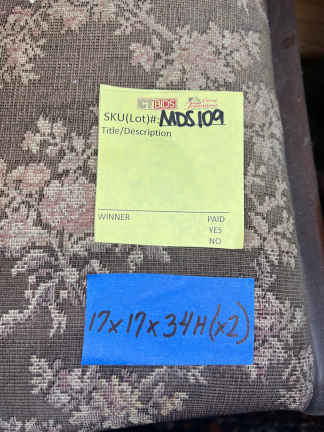 BIDS
SKU(Lot)#: MDS109
Title/Description
WINNER PAID
YES
NO
17x17x34H(x2)